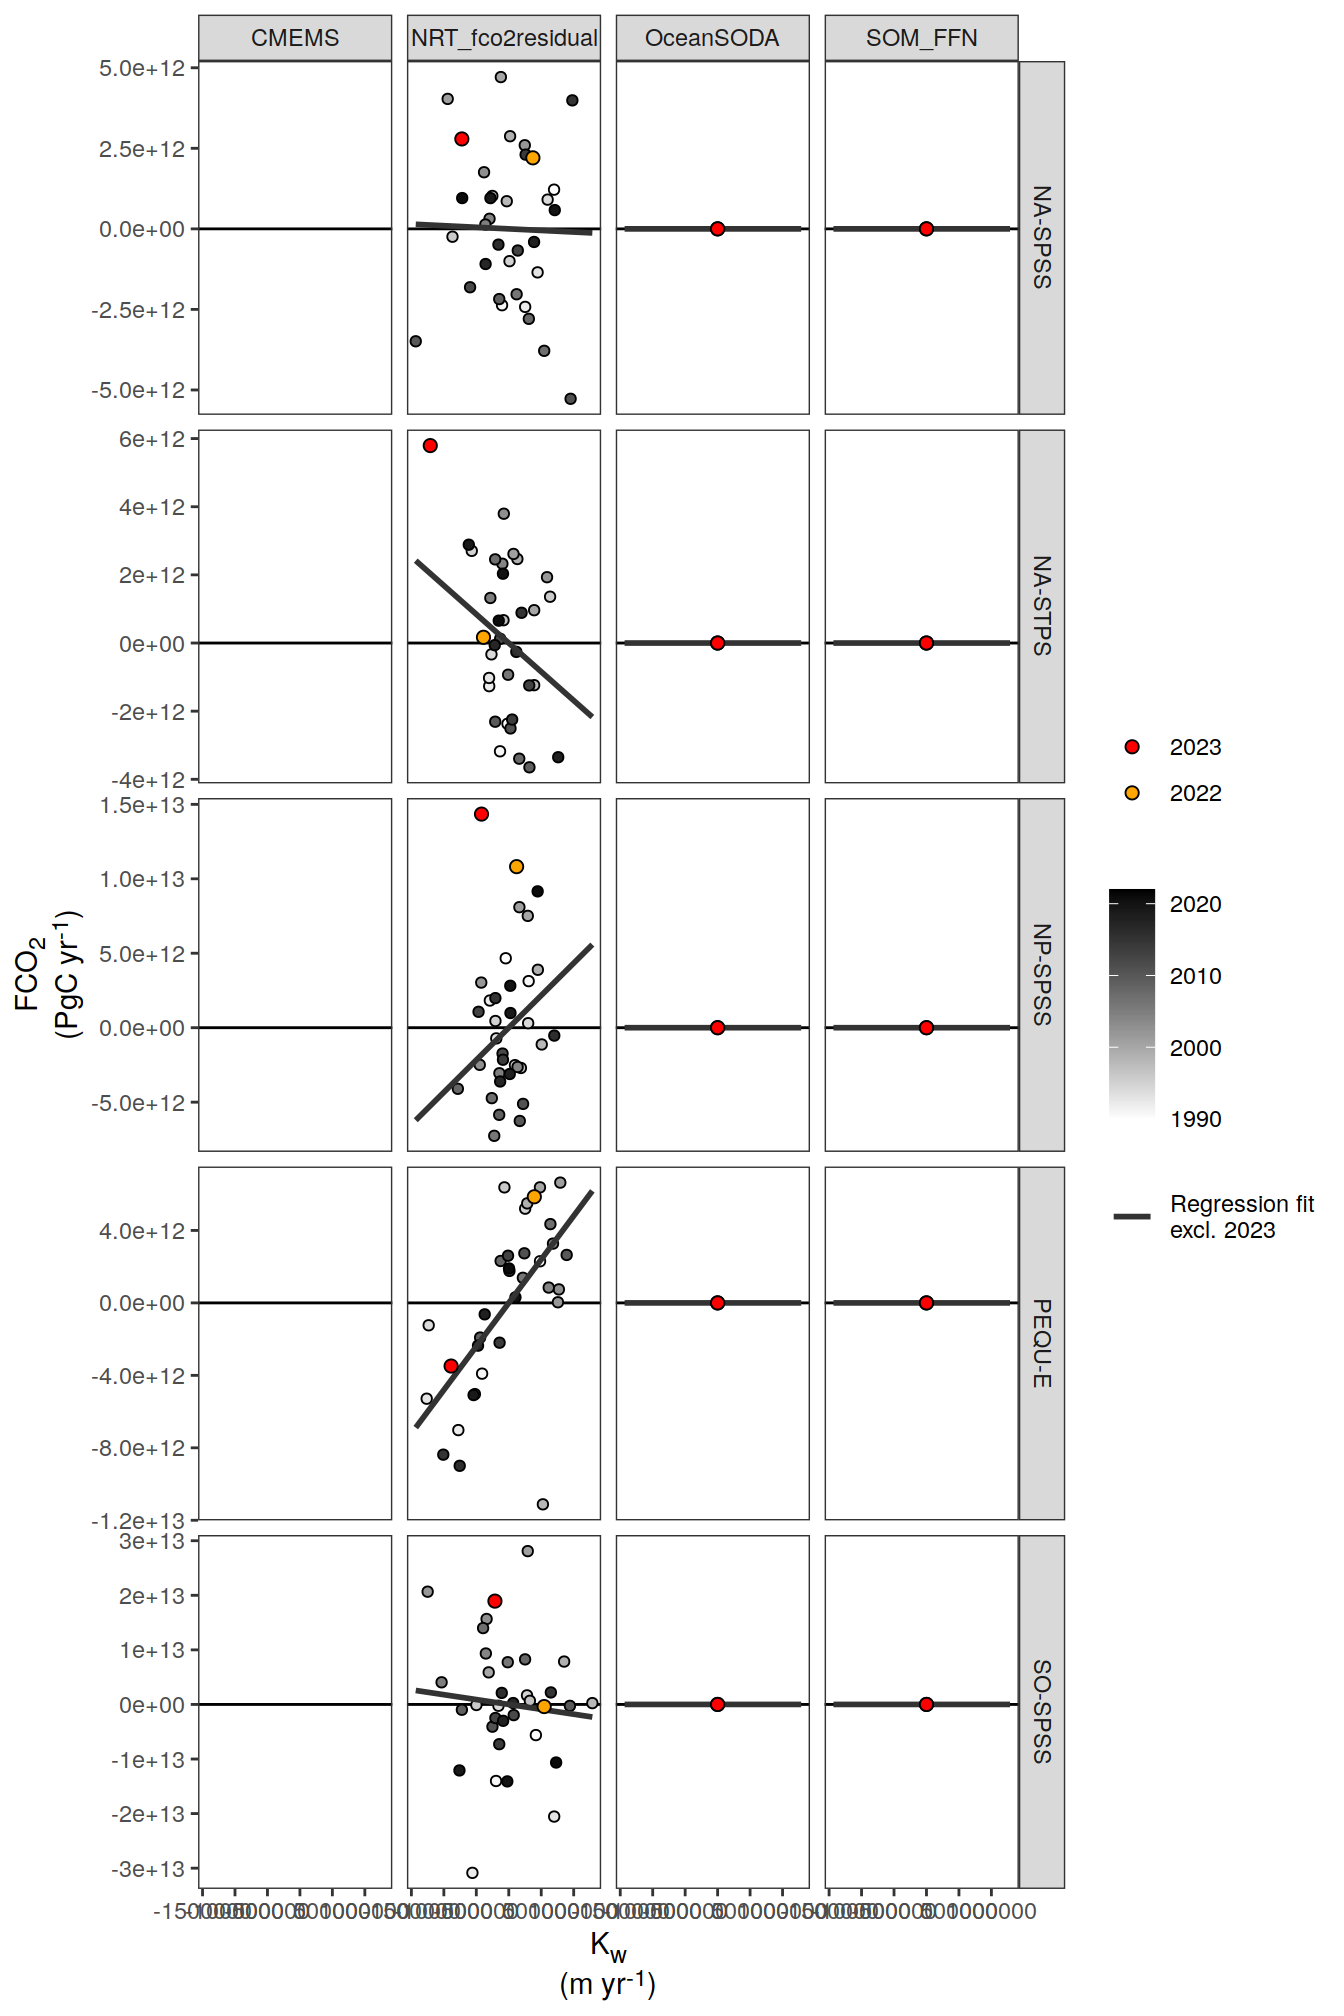 CMEMS
NRT_fco2residual
OceanSODA
SOM_FFN
5.0e+12
2.5e+12
0.0e+00
-2.5e+12
-5.0e+12
NA-SPSS
6e+12
4e+12
2e+12
0e+00
-2e+12
-4e+12
NA-STPS
1.5e+13
1.0e+13
5.0e+12
0.0e+00
-5.0e+12
NP-SPSS
4.0e+12
0.0e+00
-4.0e+12
-8.0e+12
-1.2e+13
PEQU-E
3e+13
2e+13
1e+13
0e+00
-1e+13
-2e+13
-3e+13
SO-SPSS
FCO2
(PgC yr-1)
Kw
(m yr-1)
2023
2022
2020
2010
2000
1990
Regression fit
excl. 2023